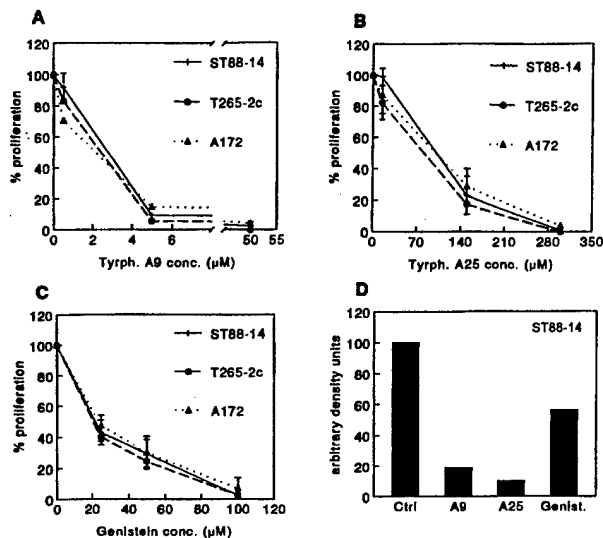 A
120
100
80
60
40
20
0
% proliferation
ST88-14
T265-2c
A172
0 2 4 6 50 55
Tyrph. A9 conc. (µM)
B
120
100
80
60
40
20
0
% proliferation
ST88-14
T265-2c
A172
0 70 140 210 280 350
Tyrph. A25 conc. (µM)
C
120
100
80
60
40
20
0
% proliferation
ST88-14
T265-2c
A172
0 20 40 60 80 100 120
Genistein conc. (µM)
D
ST88-14
120
100
80
60
40
20
0
arbitrary density units
Ctrl A9 A25 Genist.